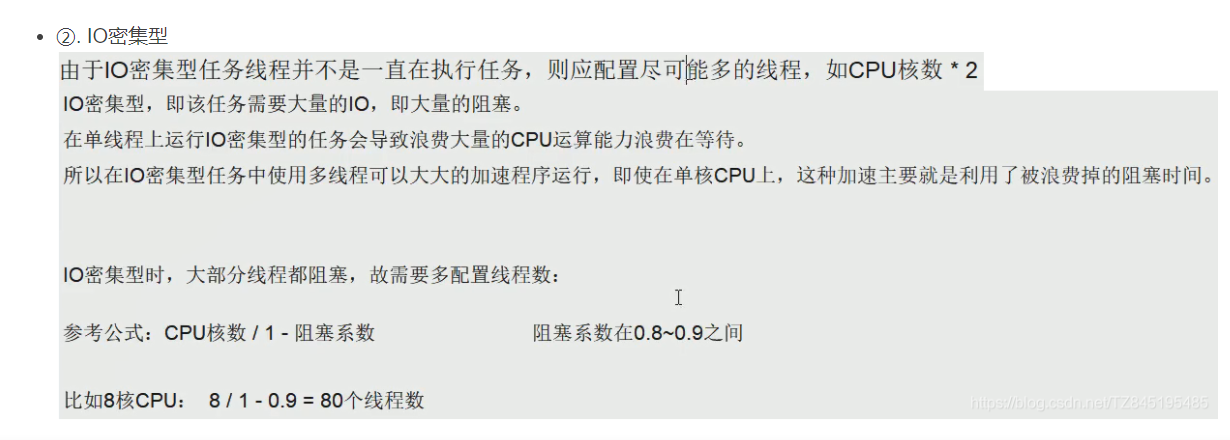 ②. IO密集型
由于IO密集型任务线程并不是一直在执行任务，则应配置尽可能多的线程，如CPU核数 * 2
IO密集型，即该任务需要大量的IO，即大量的阻塞。
在单线程上运行IO密集型的任务会导致浪费大量的CPU运算能力浪费在等待。
所以在IO密集型任务中使用多线程可以大大的加速程序运行，即使在单核CPU上，这种加速主要就是利用了被浪费掉的阻塞时间。
IO密集型时，大部分线程都阻塞，故需要多配置线程数：
参考公式：CPU核数 / 1 - 阻塞系数 阻塞系数在0.8~0.9之间
比如8核CPU： 8 / 1 - 0.9 = 80个线程数
https://blog.csdn.net/TZ845195485